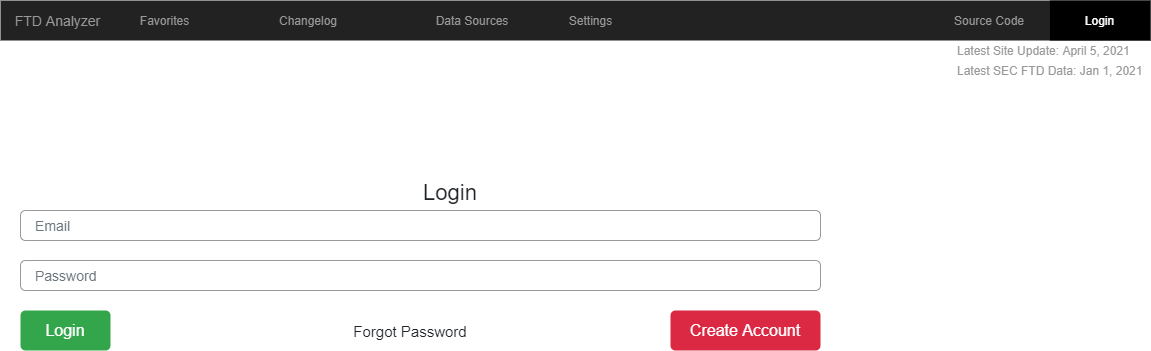 FTD Analyzer Favorites Changelog Data Sources Settings Source Code Login
Latest Site Update: April 5, 2021
Latest SEC FTD Data: Jan 1, 2021
Login
Email
Password
Login Forgot Password Create Account